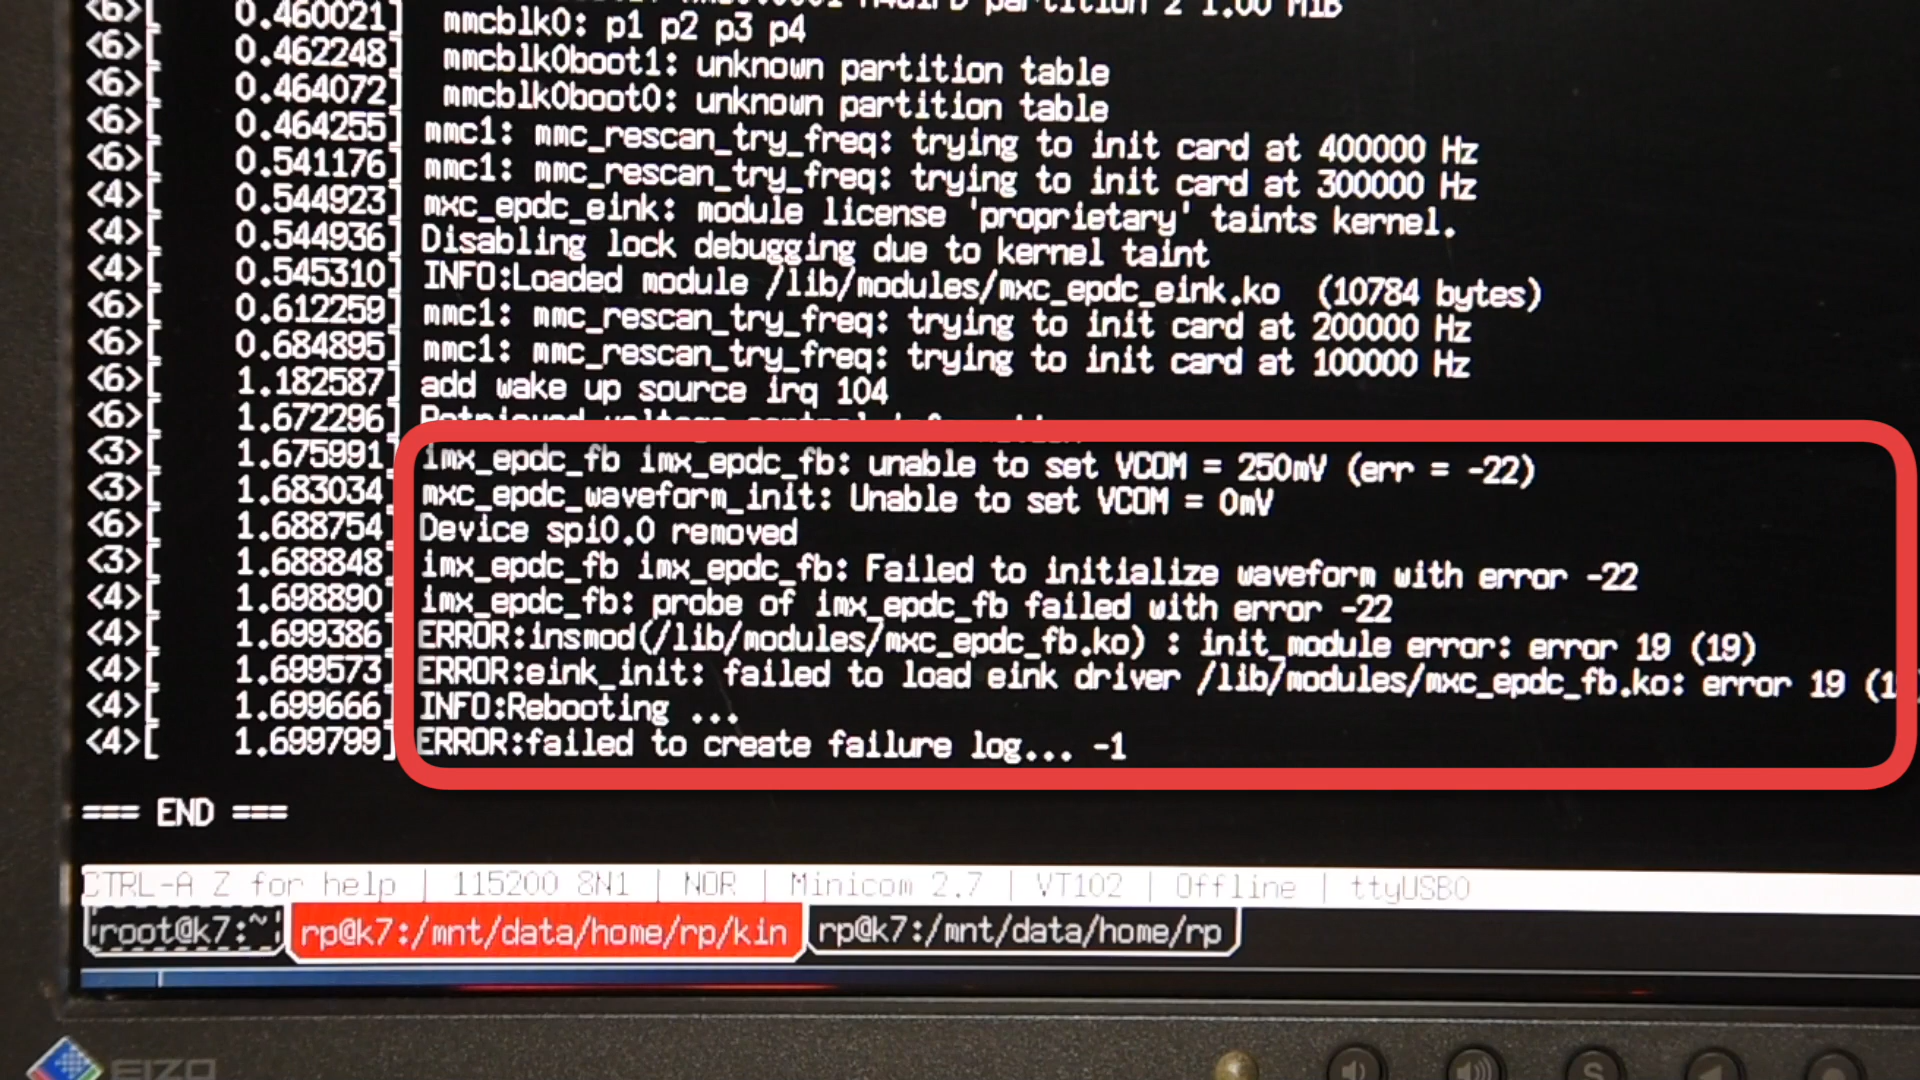 <6>[ 0.460021] mmcblk0: p1 p2 p3 p4
<6>[ 0.462248] mmcblk0boot1: unknown partition table
<6>[ 0.464072] mmcblk0boot0: unknown partition table
<6>[ 0.464255] mmc1: mmc_rescan_try_freq: trying to init card at 400000 Hz
<6>[ 0.541176] mmc1: mmc_rescan_try_freq: trying to init card at 300000 Hz
<4>[ 0.544923] mxc_epdc_eink: module license 'proprietary' taints kernel.
<4>[ 0.544936] Disabling lock debugging due to kernel taint
<4>[ 0.545310] INFO:Loaded module /lib/modules/mxc_epdc_eink.ko (10784 bytes)
<6>[ 0.612259] mmc1: mmc_rescan_try_freq: trying to init card at 200000 Hz
<6>[ 0.684895] mmc1: mmc_rescan_try_freq: trying to init card at 100000 Hz
<6>[ 1.182587] add wake up source irq 104
<6>[ 1.672296] Retrieved voltage control
<3>[ 1.675991] imx_epdc_fb imx_epdc_fb: unable to set VCOM = 250mV (err = -22)
<3>[ 1.683034] mxc_epdc_waveform_init: Unable to set VCOM = 0mV
<6>[ 1.688754] Device spi0.0 removed
<3>[ 1.688848] imx_epdc_fb imx_epdc_fb: Failed to initialize waveform with error -22
<4>[ 1.698890] imx_epdc_fb: probe of imx_epdc_fb failed with error -22
<4>[ 1.699386] ERROR:insmod(/lib/modules/mxc_epdc_fb.ko) : init_module error: error 19 (19)
<4>[ 1.699573] ERROR:eink_init: failed to load eink driver /lib/modules/mxc_epdc_fb.ko: error 19 (1
<4>[ 1.699666] INFO:Rebooting ...
<4>[ 1.699799] ERROR:failed to create failure log... -1
=== END ===
CTRL-A Z for help | 115200 8N1 | NOR | Minicom 2.7 | VT102 | Offline | ttyUSB0
root@k7:~ rp@k7:/mnt/data/home/rp/kin rp@k7:/mnt/data/home/rp
EIZO
S